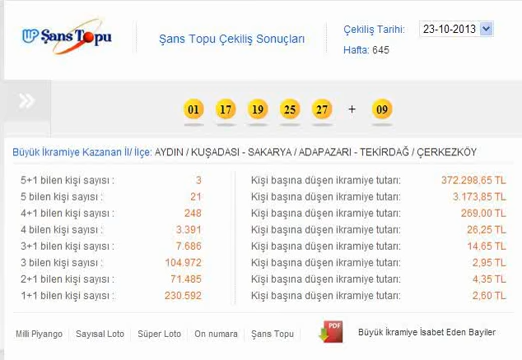 Şans Topu
Şans Topu Çekiliş Sonuçları
Çekiliş Tarihi: 23-10-2013
Hafta: 645
01 17 19 25 27 + 09
Büyük İkramiye Kazanan İl/ İlçe: AYDIN / KUŞADASI - SAKARYA / ADAPAZARI - TEKİRDAĞ / ÇERKEZKÖY
5+1 bilen kişi sayısı : 3 Kişi başına düşen ikramiye tutarı: 372.298,65 TL
5 bilen kişi sayısı : 21 Kişi başına düşen ikramiye tutarı: 3.173,85 TL
4+1 bilen kişi sayısı : 248 Kişi başına düşen ikramiye tutarı: 269,00 TL
4 bilen kişi sayısı : 3.391 Kişi başına düşen ikramiye tutarı: 26,25 TL
3+1 bilen kişi sayısı : 7.686 Kişi başına düşen ikramiye tutarı: 14,65 TL
3 bilen kişi sayısı : 104.972 Kişi başına düşen ikramiye tutarı: 2,95 TL
2+1 bilen kişi sayısı : 71.485 Kişi başına düşen ikramiye tutarı: 4,35 TL
1+1 bilen kişi sayısı : 230.592 Kişi başına düşen ikramiye tutarı: 2,60 TL
Milli Piyango Sayısal Loto Süper Loto On numara Şans Topu PDF Büyük İkramiye İsabet Eden Bayiler